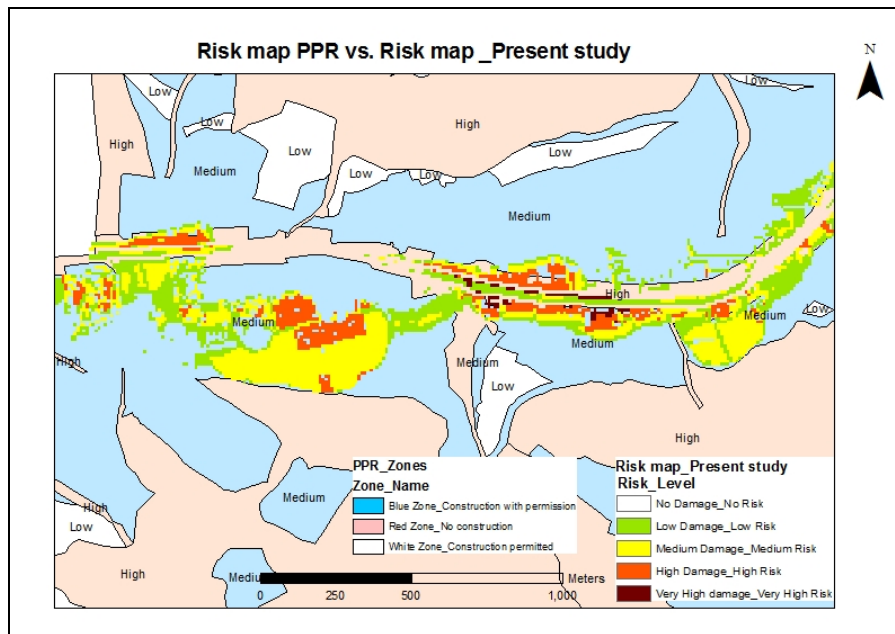 Risk map PPR vs. Risk map _Present study
N
Low
Low
Low
High
High
Low
Low
Low
Low
Medium
Medium
High
Medium
Medium
Medium
Low
High
Medium
Low
High
Medium
High
Low
High
Mediu
PPR_Zones
Zone_Name
Blue Zone_Construction with permission
Red Zone_No construction
White Zone_Construction permitted
Meters
0 250 500 1,000
Risk map_Present study
Risk_Level
No Damage_No Risk
Low Damage_Low Risk
Medium Damage_Medium Risk
High Damage_High Risk
Very High damage_Very High Risk